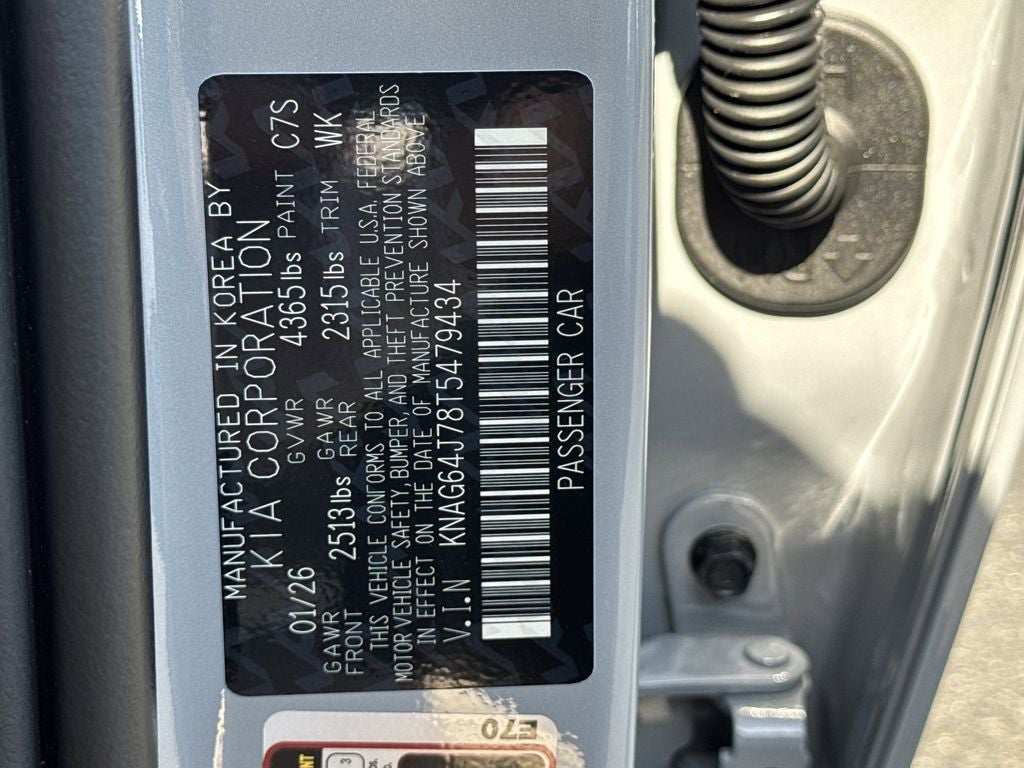 MANUFACTURED IN KOREA BY
KIA CORPORATION
01/26 GVWR 4365lbs PAINT C7S
GAWR FRONT 2513lbs GAWR REAR 2315lbs TRIM WK
THIS VEHICLE CONFORMS TO ALL APPLICABLE U.S.A. FEDERAL
MOTOR VEHICLE SAFETY, BUMPER, AND THEFT PREVENTION STANDARDS
IN EFFECT ON THE DATE OF MANUFACTURE SHOWN ABOVE
V.I.N KNAG64J78T5479434
PASSENGER CAR
E70
3